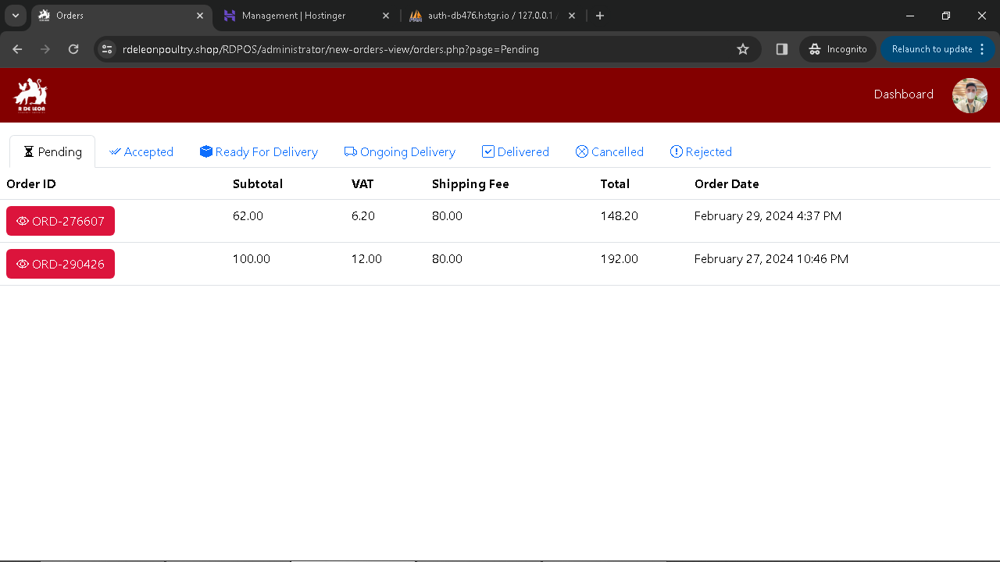 Orders
Management | Hostinger
auth-db476.hstgr.io / 127.0.0.1 /
rdeleonpoultry.shop/RDPOS/administrator/new-orders-view/orders.php?page=Pending
Incognito
Relaunch to update
R DE LEON
Dashboard
Pending Accepted Ready For Delivery Ongoing Delivery Delivered Cancelled Rejected
Order ID Subtotal VAT Shipping Fee Total Order Date
ORD-276607 62.00 6.20 80.00 148.20 February 29, 2024 4:37 PM
ORD-290426 100.00 12.00 80.00 192.00 February 27, 2024 10:46 PM